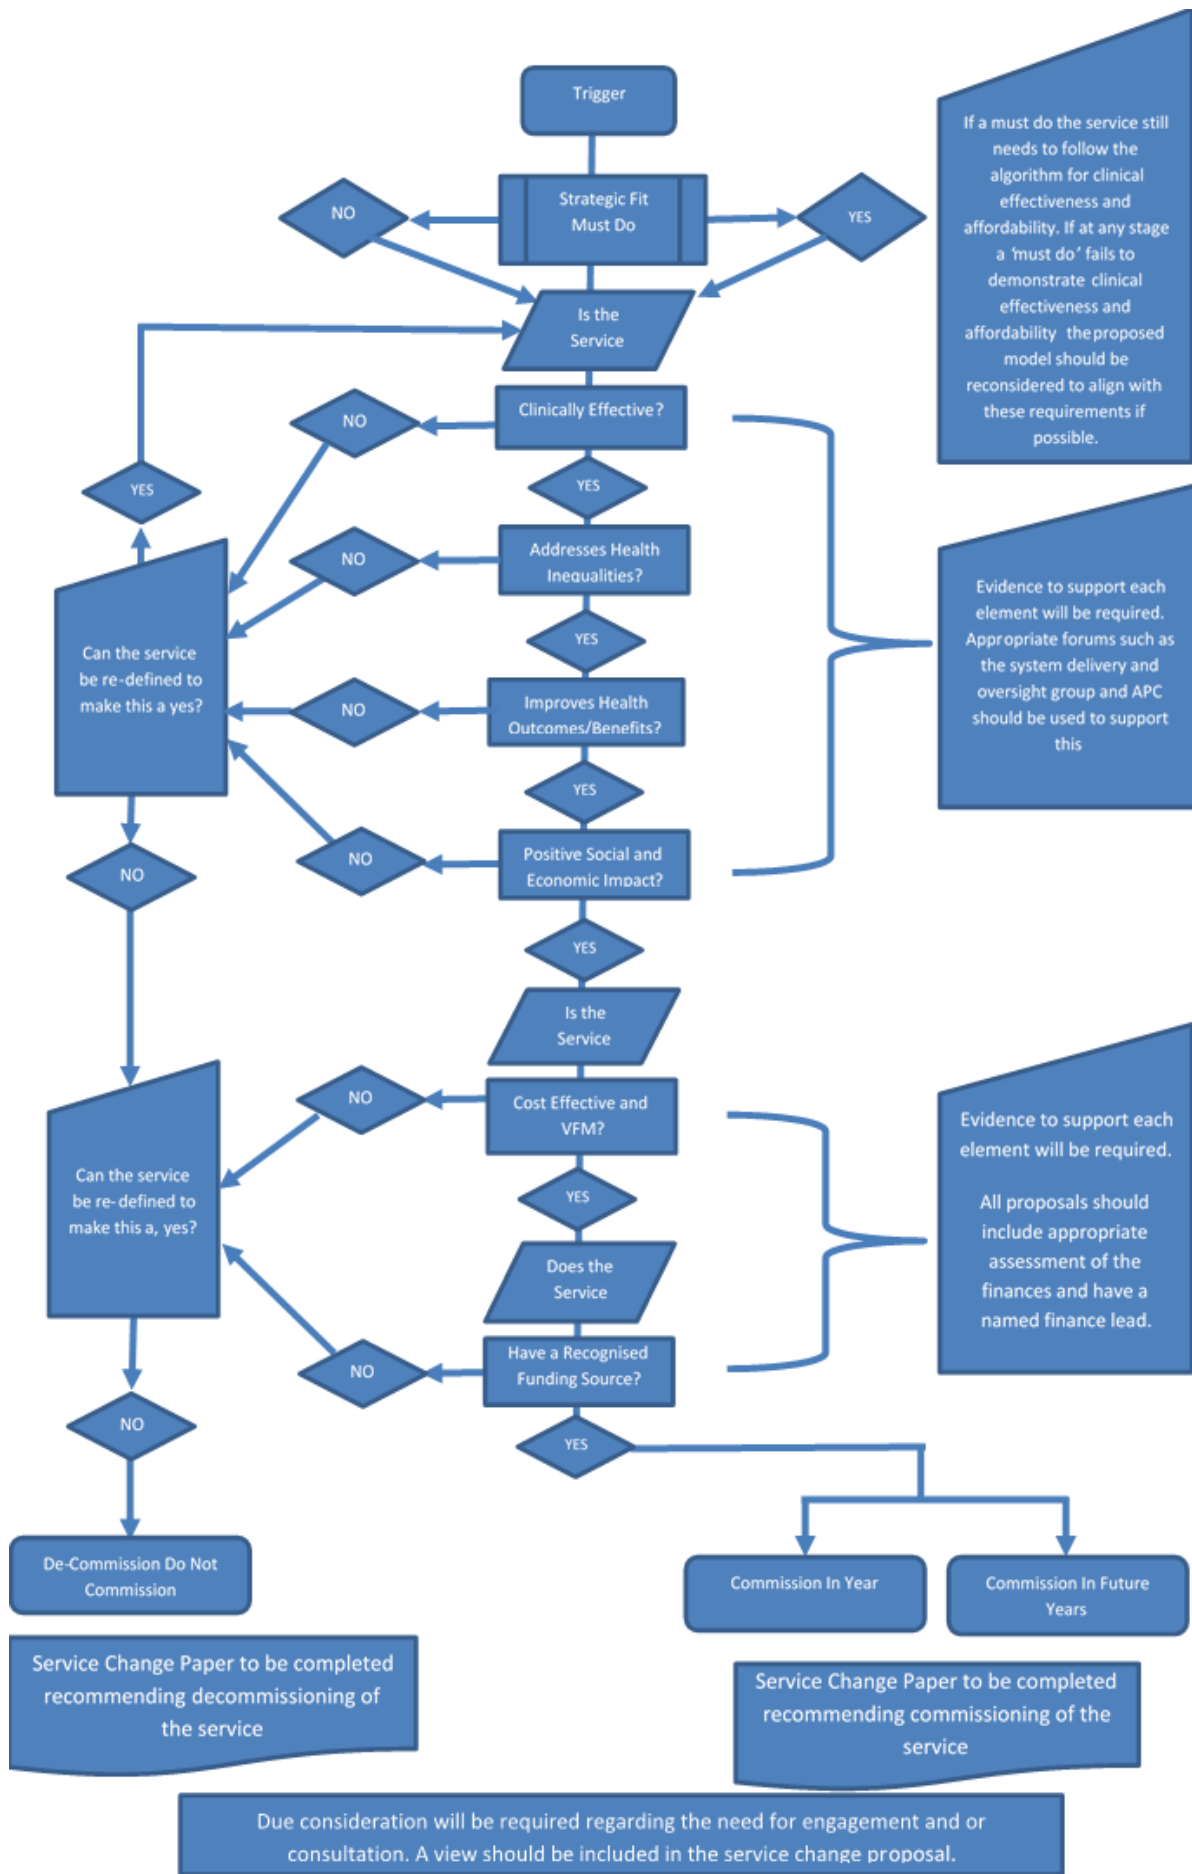 Trigger
Strategic Fit
Must Do
NO
YES
If a must do the service still
needs to follow the
algorithm for clinical
effectiveness and
affordability. If at any stage
a ‘must do’ fails to
demonstrate clinical
effectiveness and
affordability the proposed
model should be
reconsidered to align with
these requirements if
possible.
Is the
Service
Clinically Effective?
NO
YES
YES
Addresses Health
Inequalities?
NO
YES
Can the service
be re-defined to
make this a yes?
Improves Health
Outcomes/Benefits?
NO
YES
Evidence to support each
element will be required.
Appropriate forums such as
the system delivery and
oversight group and APC
should be used to support
this
Positive Social and
Economic Impact?
NO
NO
YES
Is the
Service
Cost Effective and
VFM?
NO
YES
Can the service
be re-defined to
make this a, yes?
Does the
Service
Evidence to support each
element will be required.
All proposals should
include appropriate
assessment of the
finances and have a
named finance lead.
Have a Recognised
Funding Source?
NO
NO
YES
De-Commission Do Not
Commission
Commission In Year
Commission In Future
Years
Service Change Paper to be completed
recommending decommissioning of
the service
Service Change Paper to be completed
recommending commissioning of the
service
Due consideration will be required regarding the need for engagement and or
consultation. A view should be included in the service change proposal.